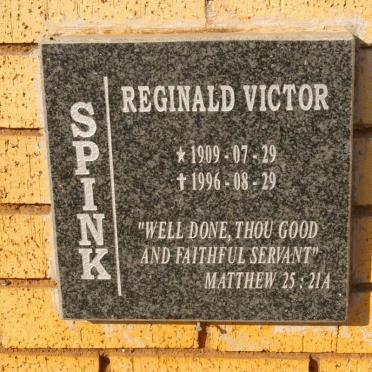 SPINK
REGINALD VICTOR
★ 1909 - 07 - 29
✝ 1996 - 08 - 29
"WELL DONE, THOU GOOD
AND FAITHFUL SERVANT"
MATTHEW 25 : 21A